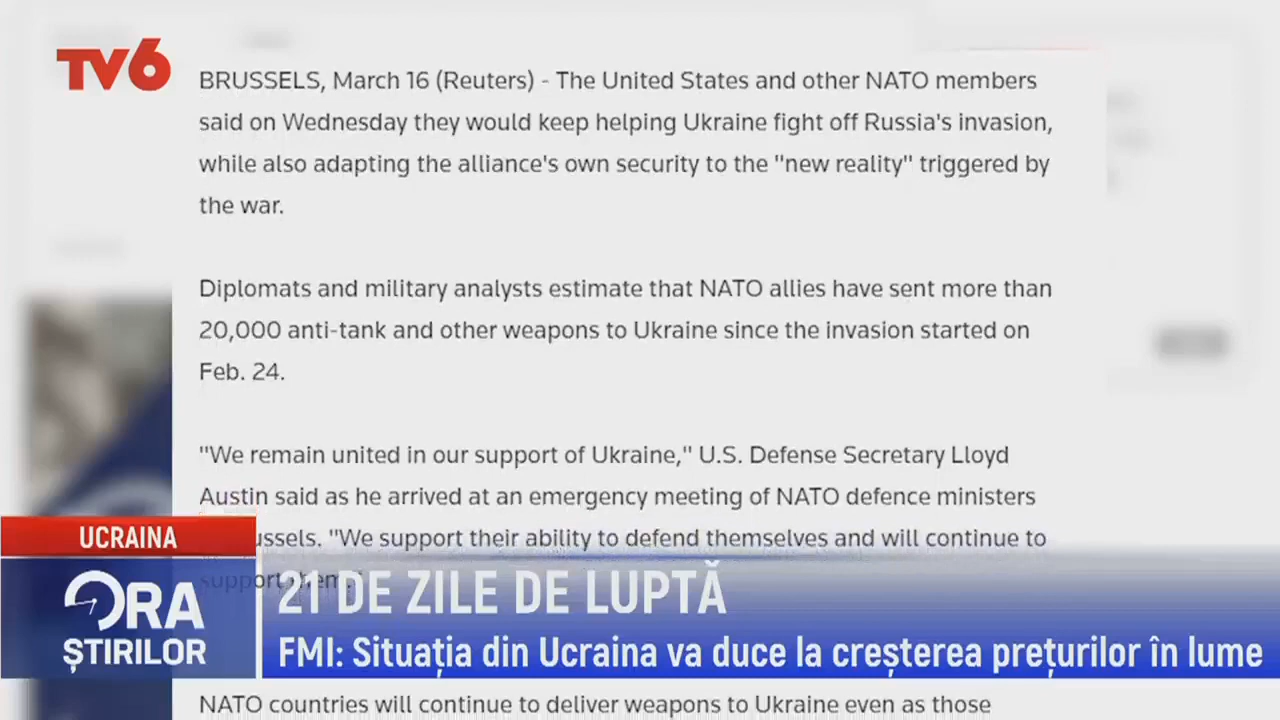 TV6
BRUSSELS, March 16 (Reuters) - The United States and other NATO members
said on Wednesday they would keep helping Ukraine fight off Russia's invasion,
while also adapting the alliance's own security to the "new reality" triggered by
the war.
Diplomats and military analysts estimate that NATO allies have sent more than
20,000 anti-tank and other weapons to Ukraine since the invasion started on
Feb. 24.
"We remain united in our support of Ukraine," U.S. Defense Secretary Lloyd
Austin said as he arrived at an emergency meeting of NATO defence ministers
ussels. "We support their ability to defend themselves and will continue to
support them."
UCRAINA
ORA
ȘTIRILOR
21 DE ZILE DE LUPTĂ
FMI: Situația din Ucraina va duce la creșterea prețurilor în lume
NATO countries will continue to deliver weapons to Ukraine even as those